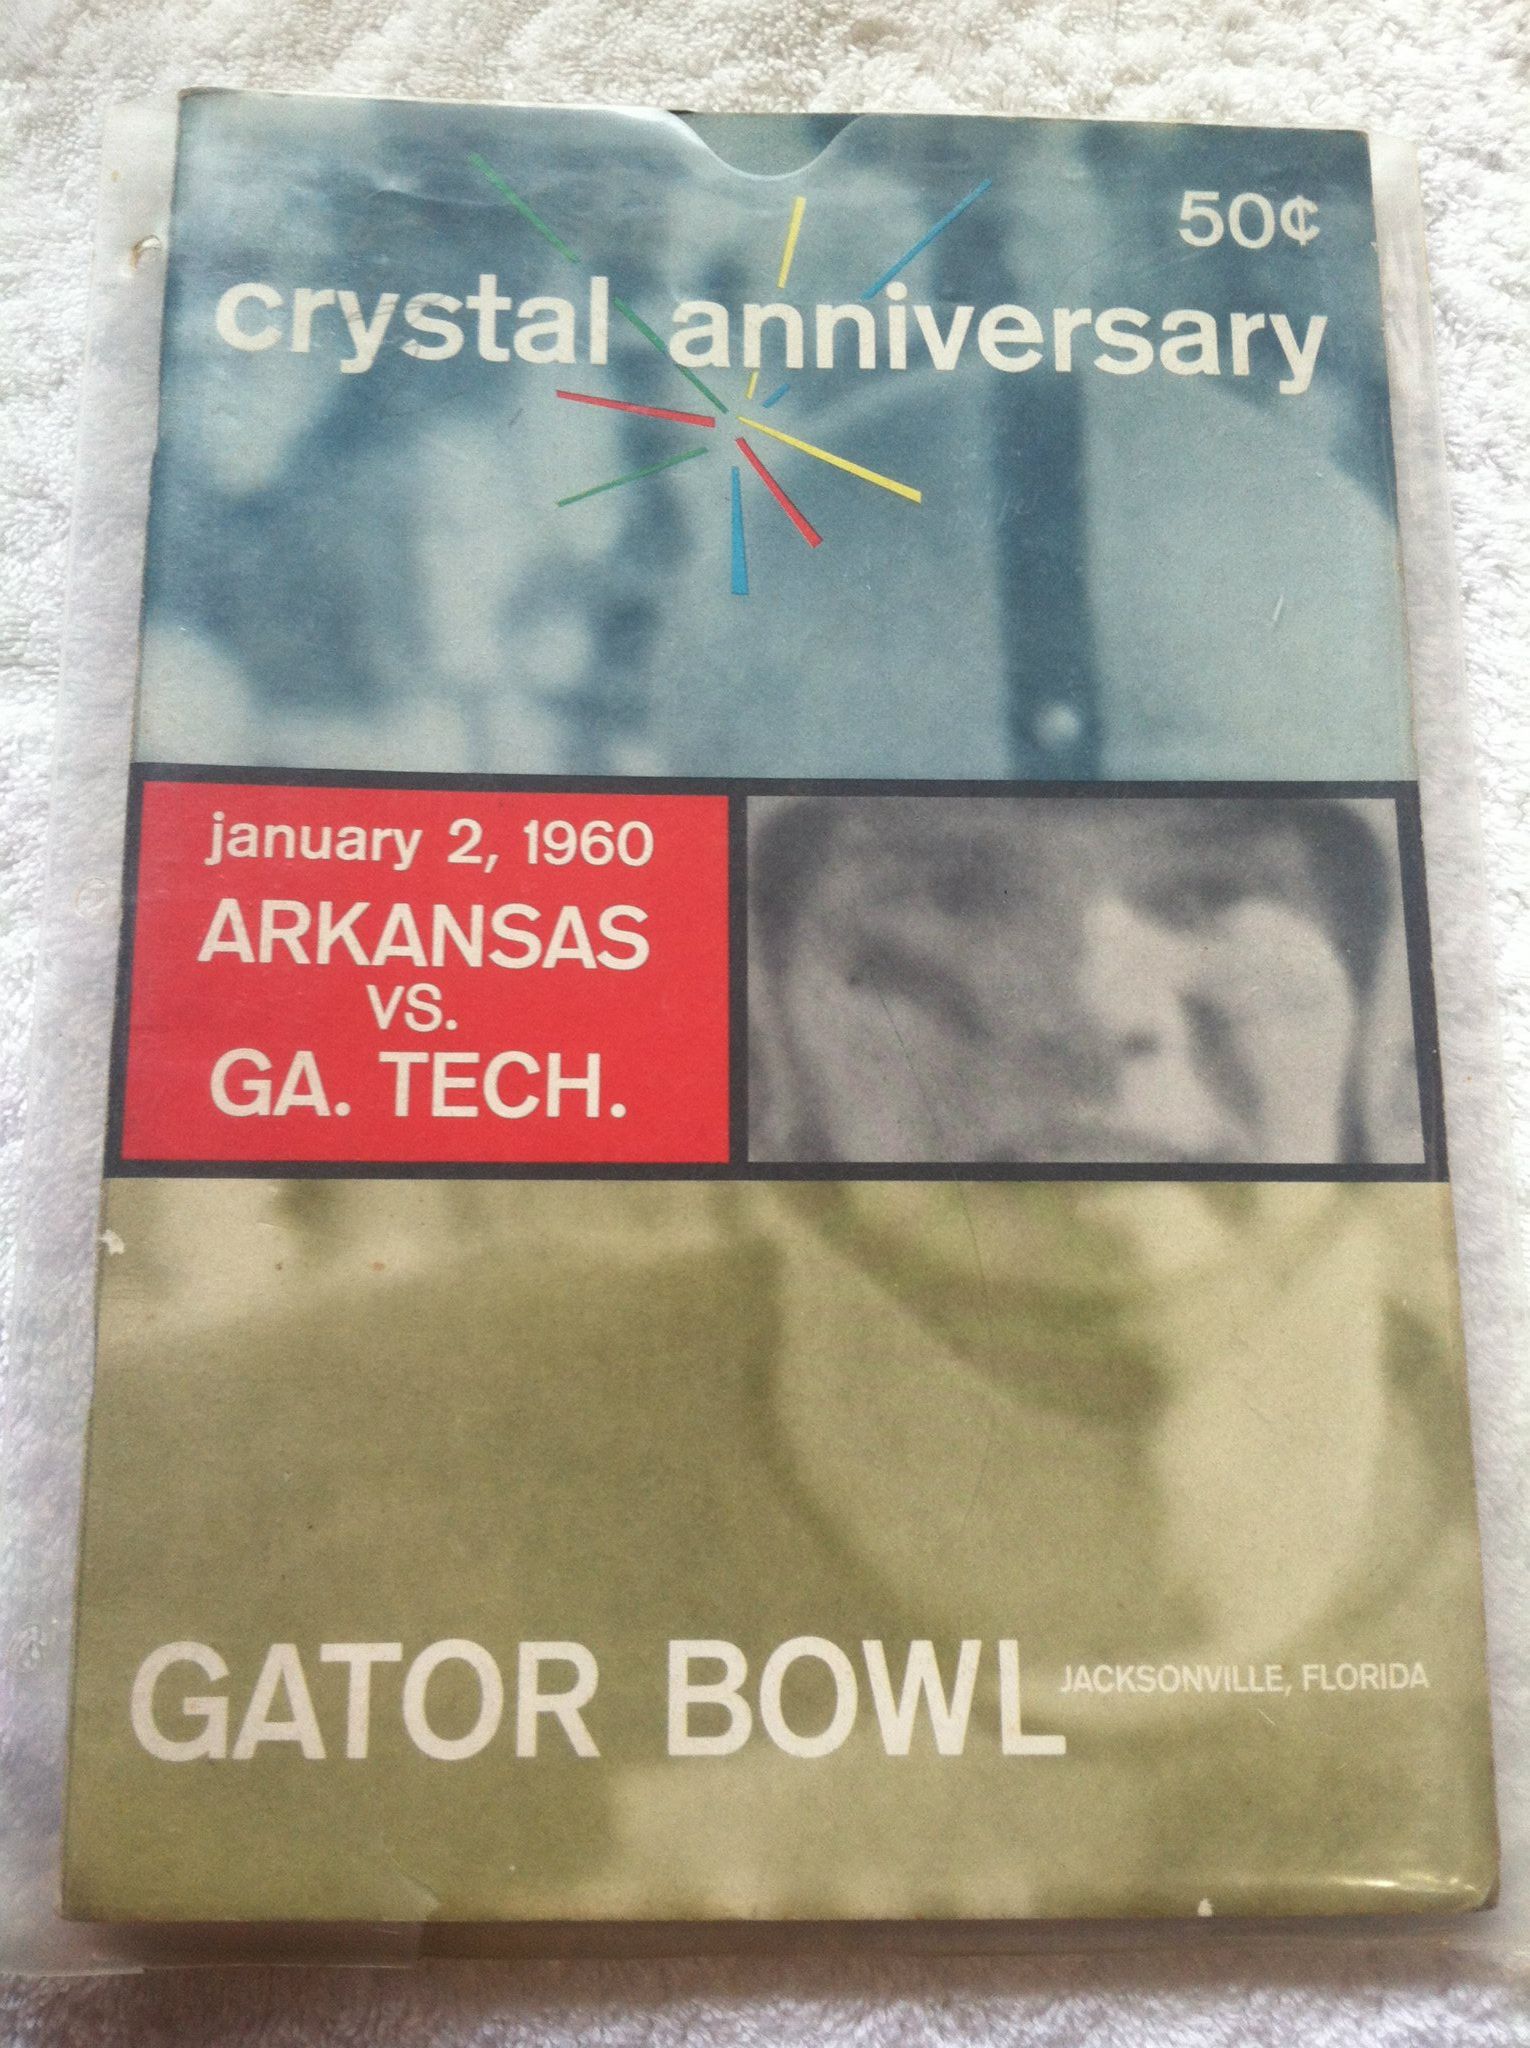 50¢
crystal anniversary
january 2, 1960
ARKANSAS
VS.
GA. TECH.
GATOR BOWL JACKSONVILLE, FLORIDA